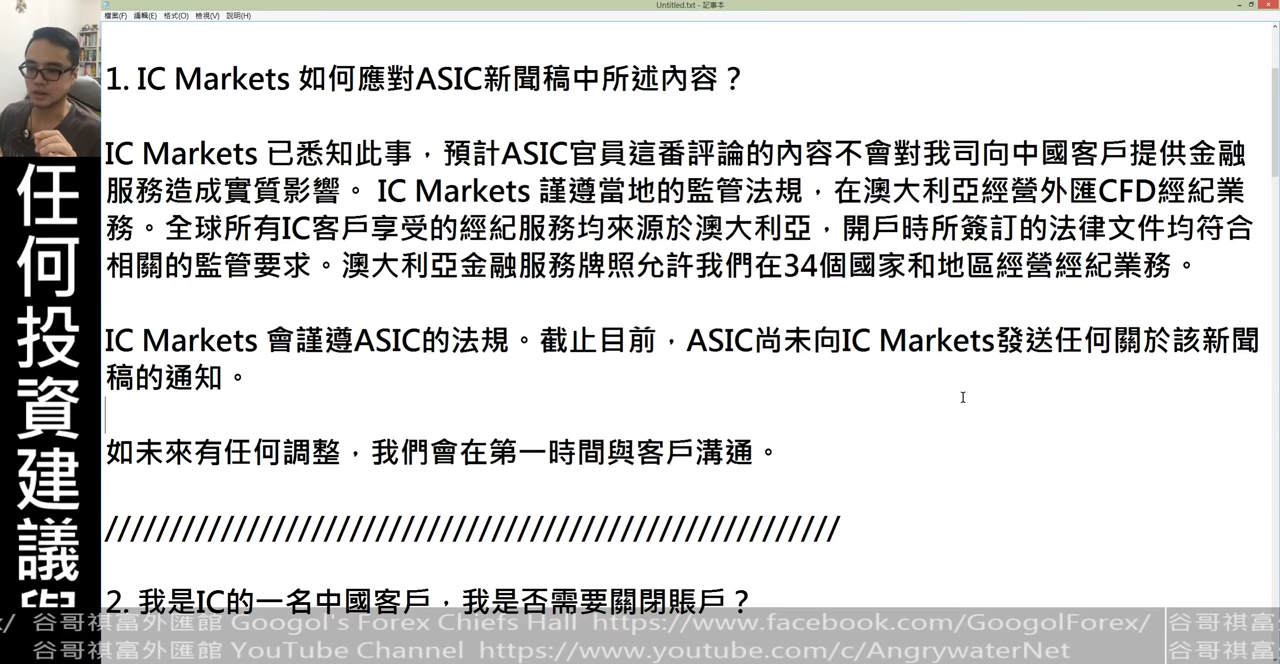 Untitled.txt - 記事本
檔案(F) 編輯(E) 格式(O) 檢視(V) 說明(H)
1. IC Markets 如何應對ASIC新聞稿中所述內容？
IC Markets 已悉知此事，預計ASIC官員這番評論的內容不會對我司向中國客戶提供金融
服務造成實質影響。 IC Markets 謹遵當地的監管法規，在澳大利亞經營外匯CFD經紀業
務。全球所有IC客戶享受的經紀服務均來源於澳大利亞，開戶時所簽訂的法律文件均符合
相關的監管要求。澳大利亞金融服務牌照允許我們在34個國家和地區經營經紀業務。
IC Markets 會謹遵ASIC的法規。截止目前，ASIC尚未向IC Markets發送任何關於該新聞
稿的通知。
如未來有任何調整，我們會在第一時間與客戶溝通。
/////////////////////////////////////////////////////////
2. 我是IC的一名中國客戶，我是否需要關閉賬戶？
任何投資建議
x/ 谷哥祺富外匯館 Googol's Forex Chiets Hall https://www.facebook.com/GoogolForex/ 谷哥祺富
谷哥祺富外匯館 YouTube Channel https://www.youtube.com/c/AngrywaterNet 谷哥祺富